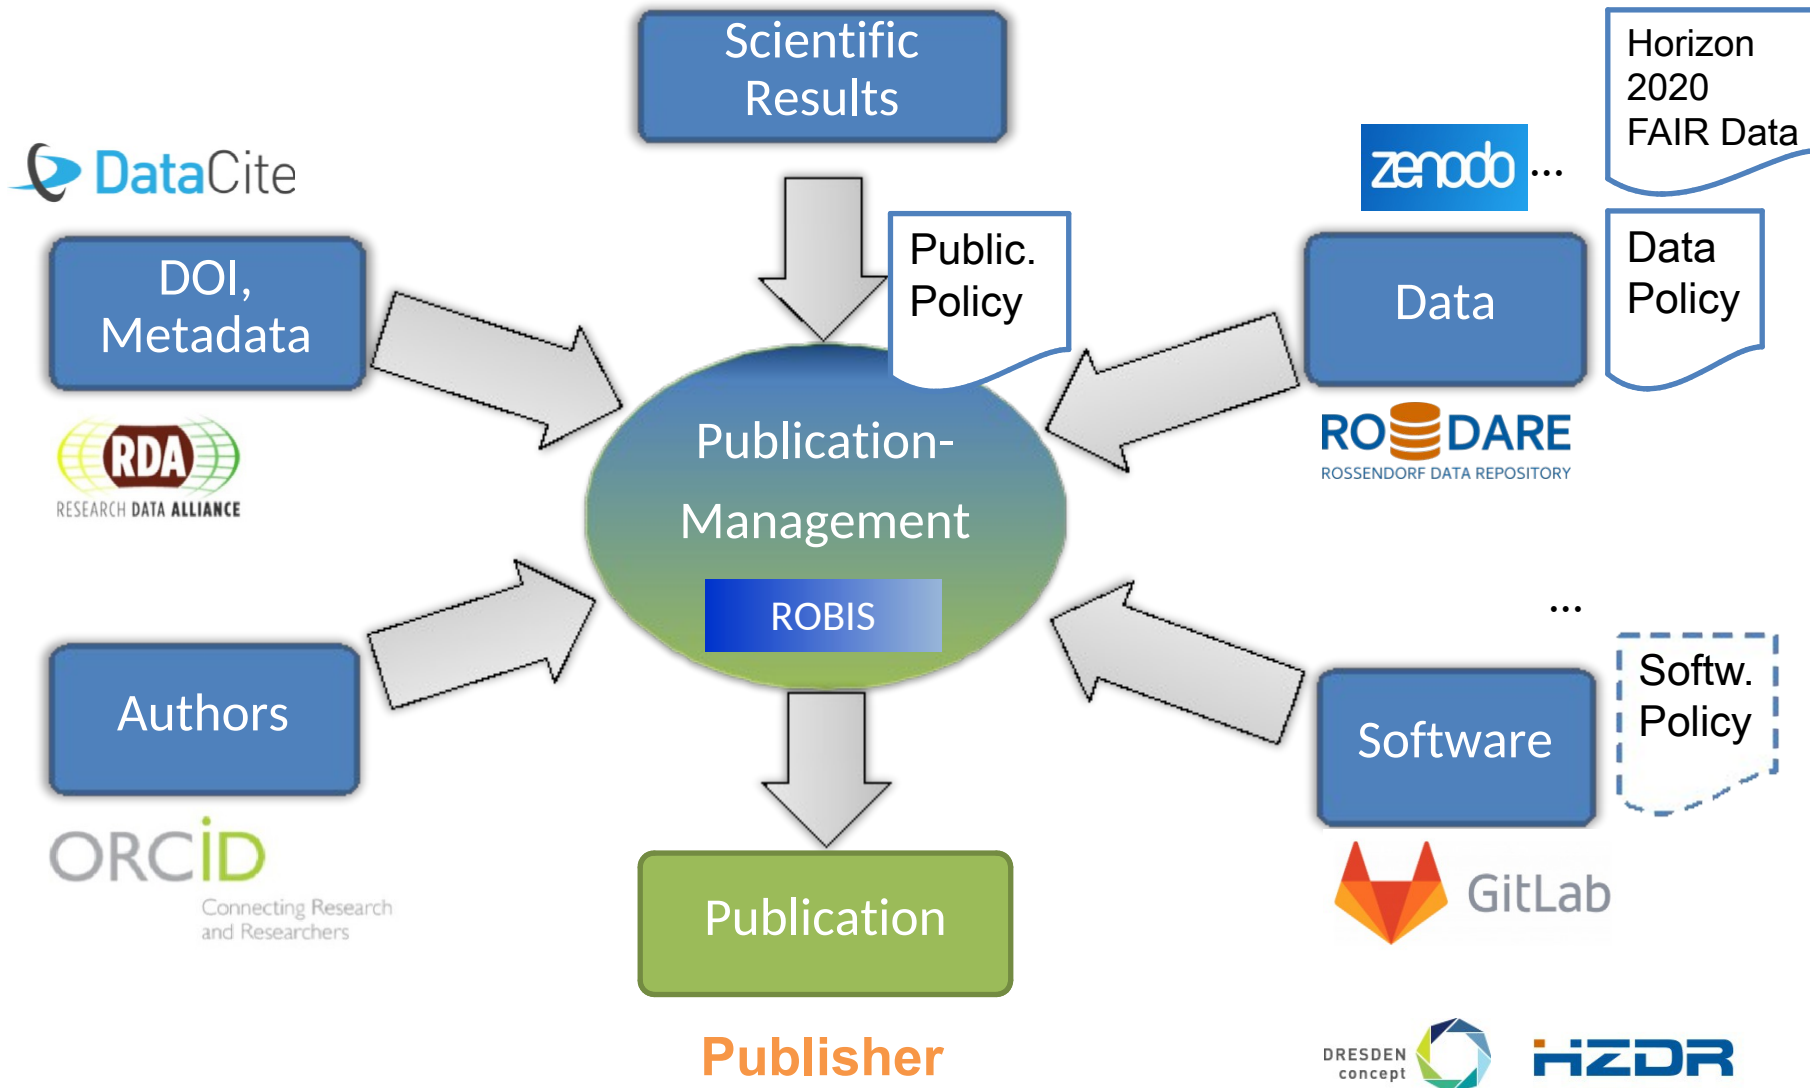 Scientific
Results
Horizon
2020
FAIR Data
zenodo ...
DataCite
DOI,
Metadata
Public.
Policy
Data
Data
Policy
RDA
RESEARCH DATA ALLIANCE
Publication-
Management
ROBIS
RODARE
ROSSENDORF DATA REPOSITORY
...
Authors
Software
Softw.
Policy
ORCiD
Connecting Research
and Researchers
Publication
GitLab
Publisher
DRESDEN
concept
HZDR